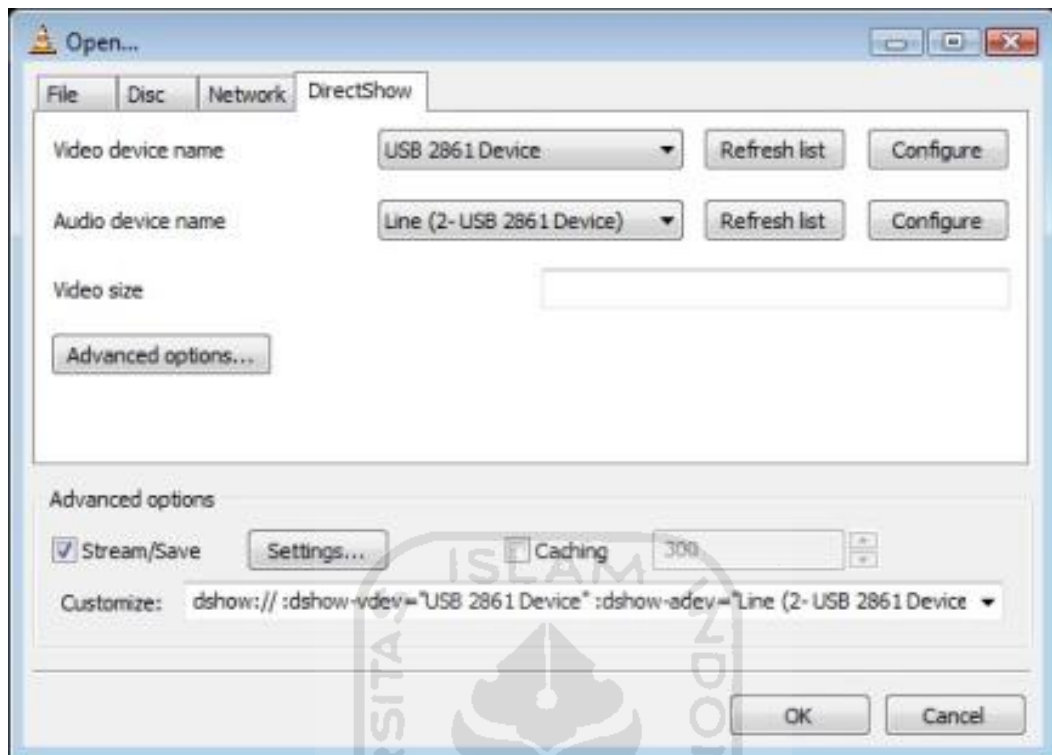 Open...
File Disc Network DirectShow
Video device name USB 2861 Device Refresh list Configure
Audio device name Line (2- USB 2861 Device) Refresh list Configure
Video size
Advanced options...
Advanced options
Stream/Save Settings... Caching 300
Customize: dshow:// :dshow-vdev="USB 2861 Device" :dshow-adev="Line (2- USB 2861 Device
OK Cancel
ISLAM